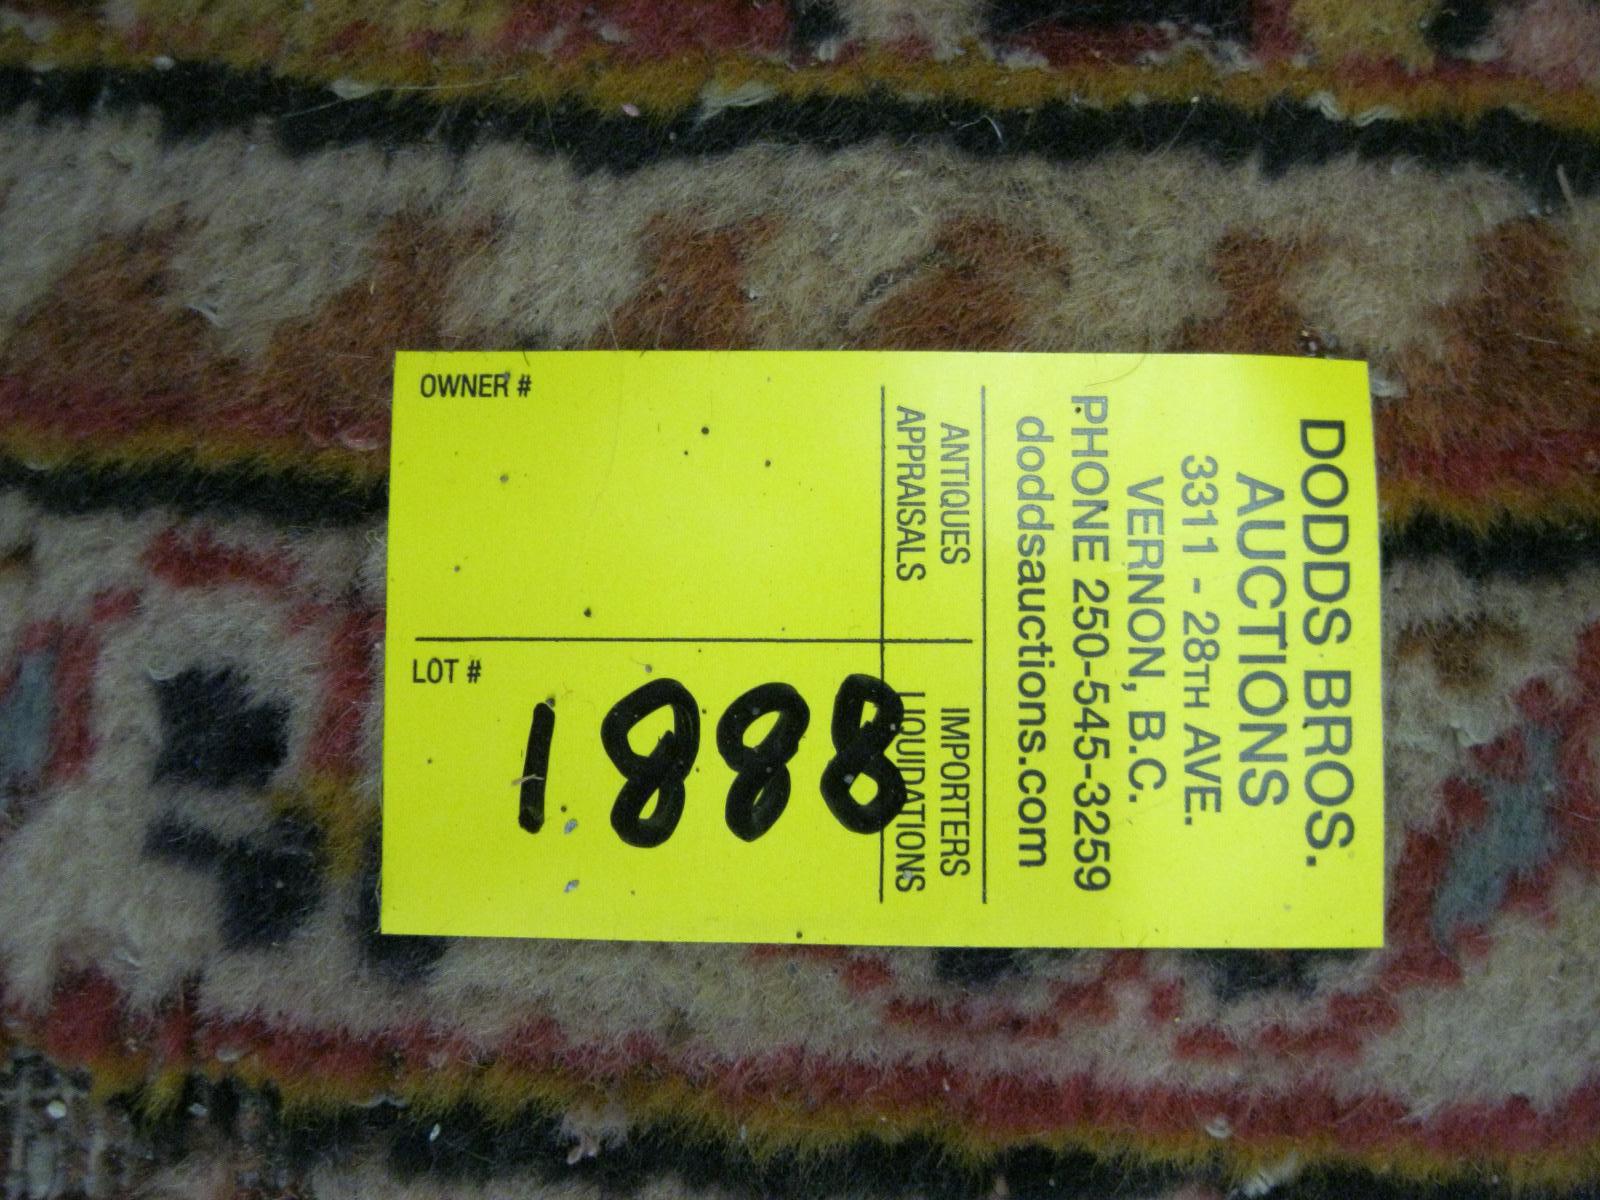 DODDS BROS.
AUCTIONS
3311 - 28TH AVE.
VERNON, B.C.
PHONE 250-545-3259
doddsauctions.com
ANTIQUES IMPORTERS
APPRAISALS LIQUIDATIONS
OWNER #
LOT #
1888